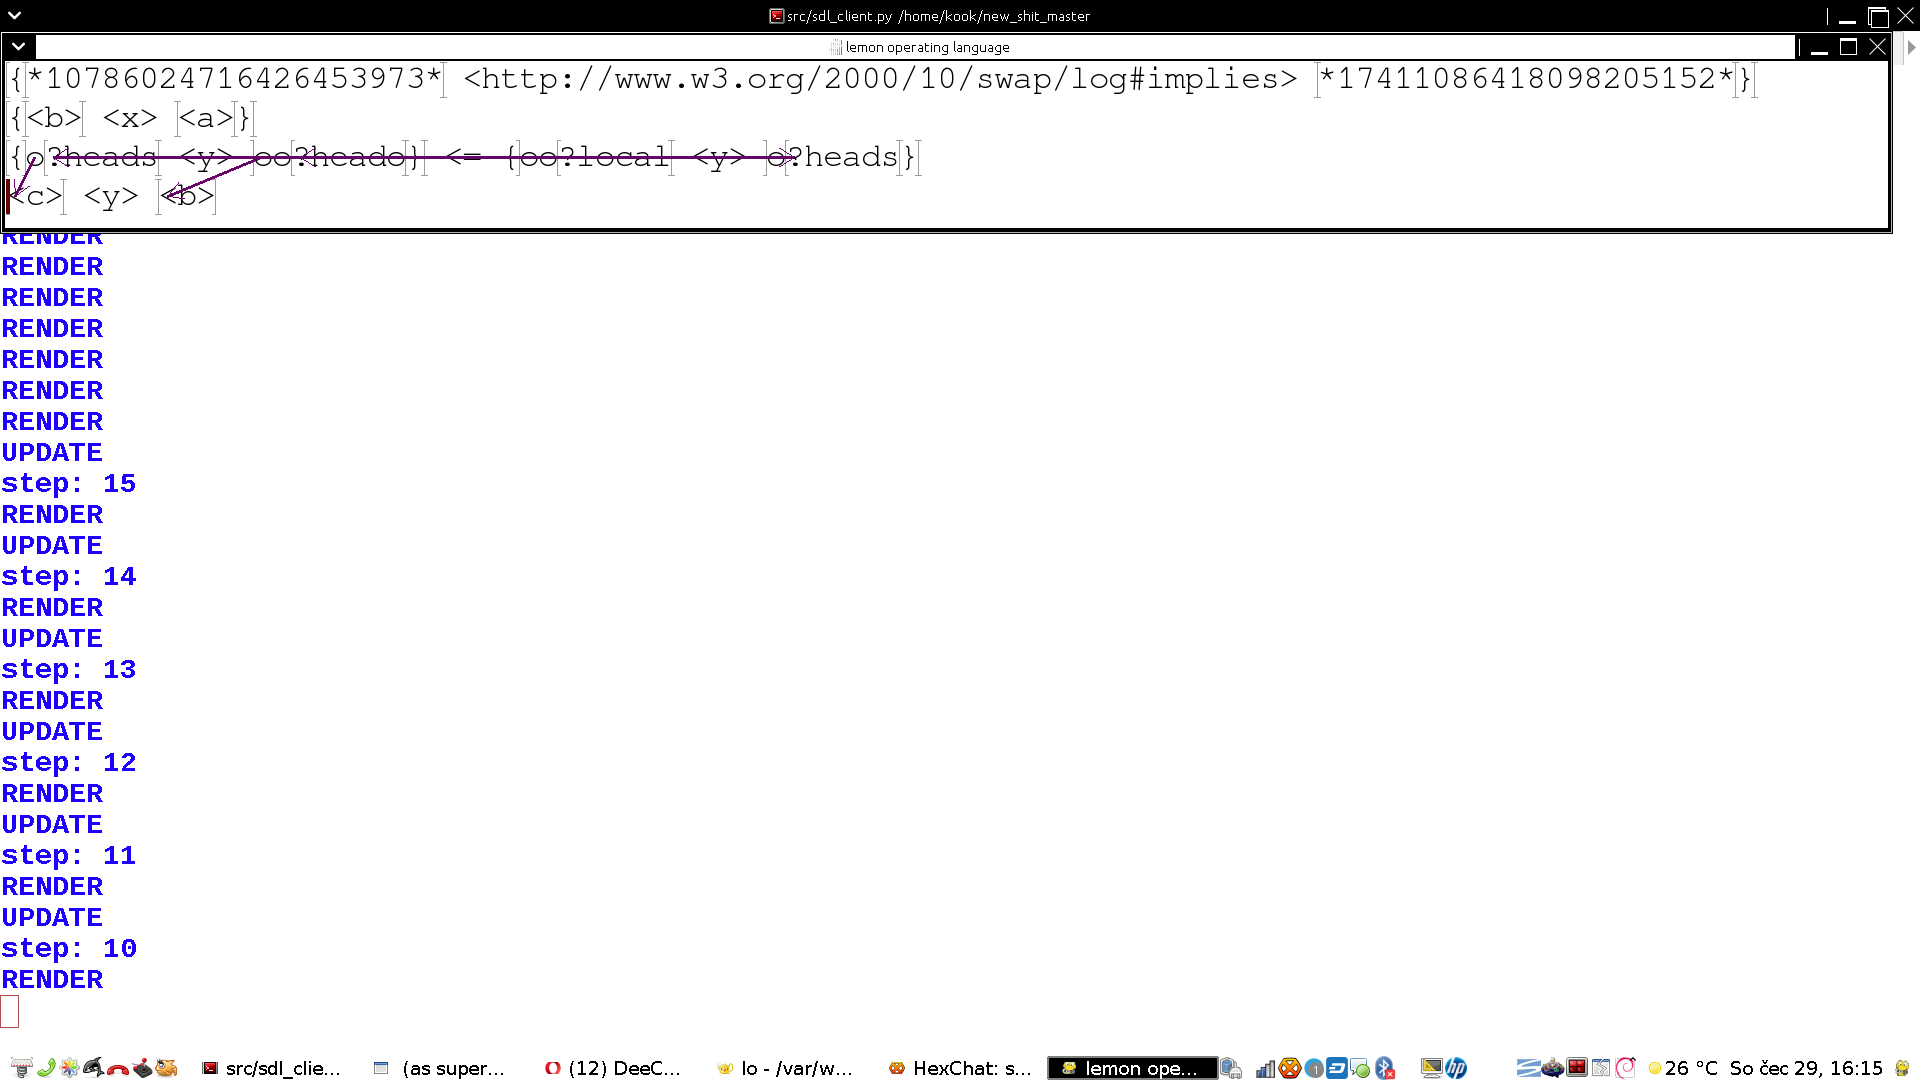 src/sdl_client.py /home/kook/new_shit_master
lemon operating language
{*10786024716426453973* <http://www.w3.org/2000/10/swap/log#implies> *17411086418098205152*}
{<b> <x> <a>}
{o?heads <y> oo?heado} <= {oo?local <y> o?heads}
<c> <y> <b>
RENDER
RENDER
RENDER
RENDER
RENDER
RENDER
RENDER
UPDATE
step: 15
RENDER
UPDATE
step: 14
RENDER
UPDATE
step: 13
RENDER
UPDATE
step: 12
RENDER
UPDATE
step: 11
RENDER
UPDATE
step: 10
RENDER
src/sdl_clie... (as super... (12) DeeC... lo - /var/w... HexChat: s... lemon ope... 26 °C So čec 29, 16:15